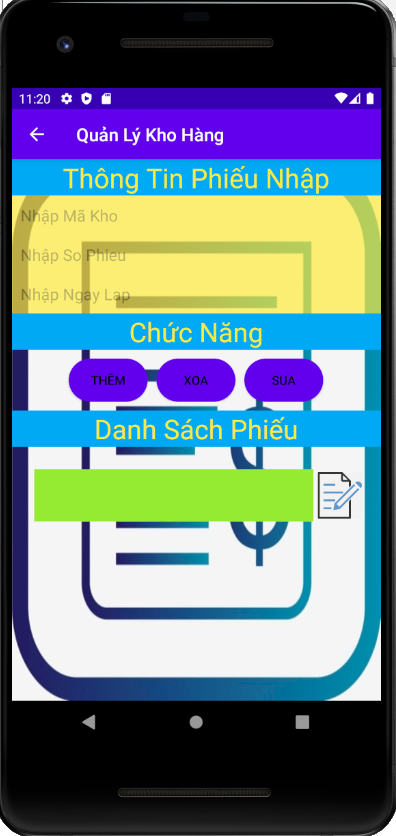 11:20
Quản Lý Kho Hàng
Thông Tin Phiếu Nhập
Nhập Mã Kho
Nhập So Phieu
Nhập Ngay Lap
Chức Năng
THÊM XOA SUA
Danh Sách Phiếu